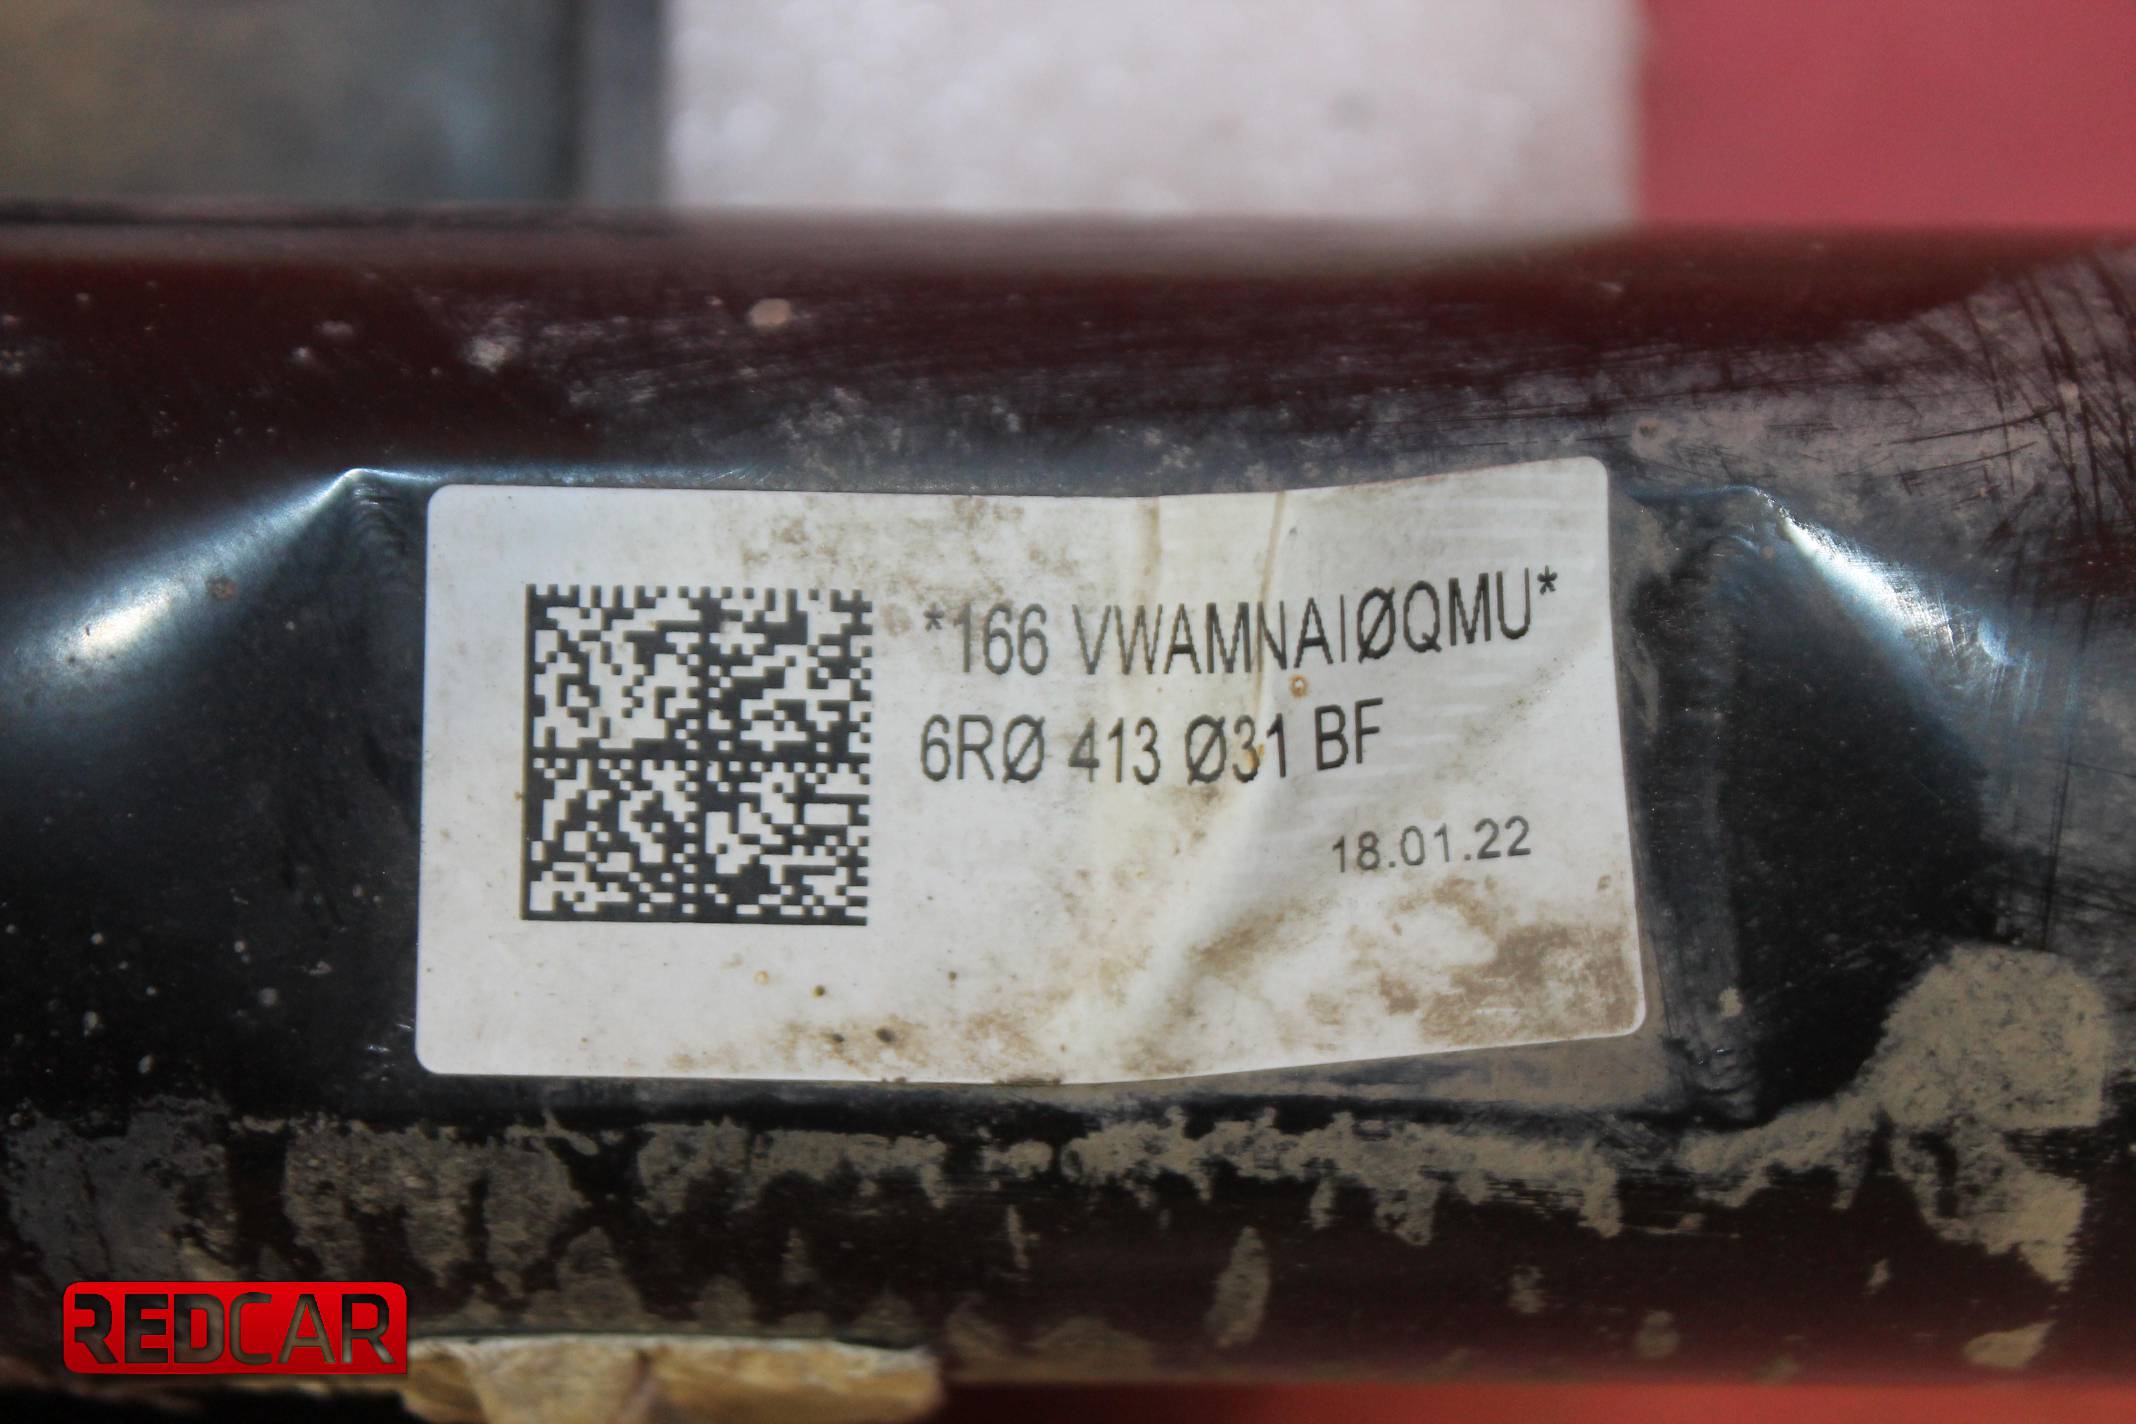 *166 VWAMNAIØQMU*
6RØ 413 Ø31 BF
18.01.22
REDCAR